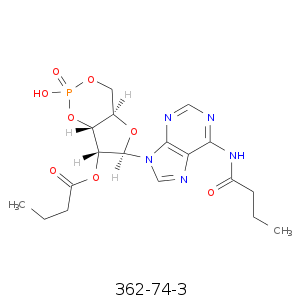 O
HO P O
O H
O
H
N N
O N N
O H N NH
H₃C O
CH₃
362-74-3